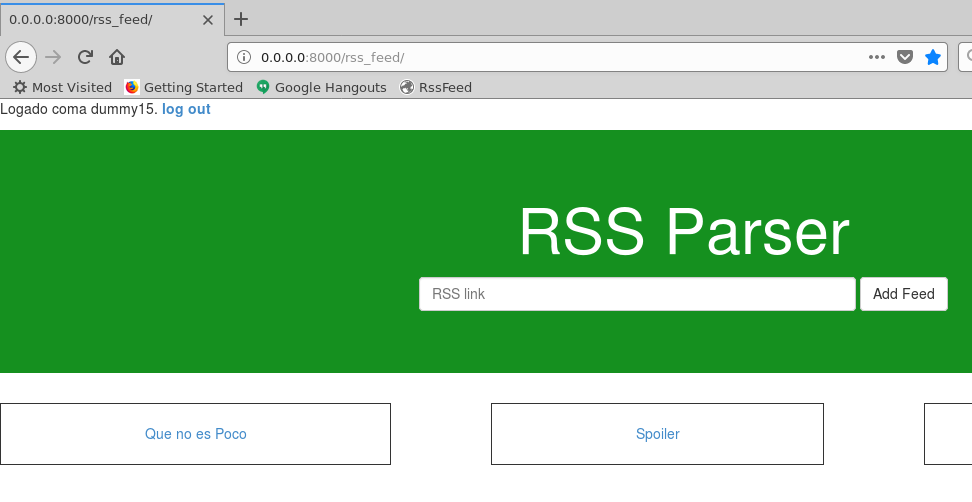 0.0.0.0:8000/rss_feed/
0.0.0.0:8000/rss_feed/
Most Visited Getting Started Google Hangouts RssFeed
Logado coma dummy15. log out
RSS Parser
RSS link Add Feed
Que no es Poco Spoiler